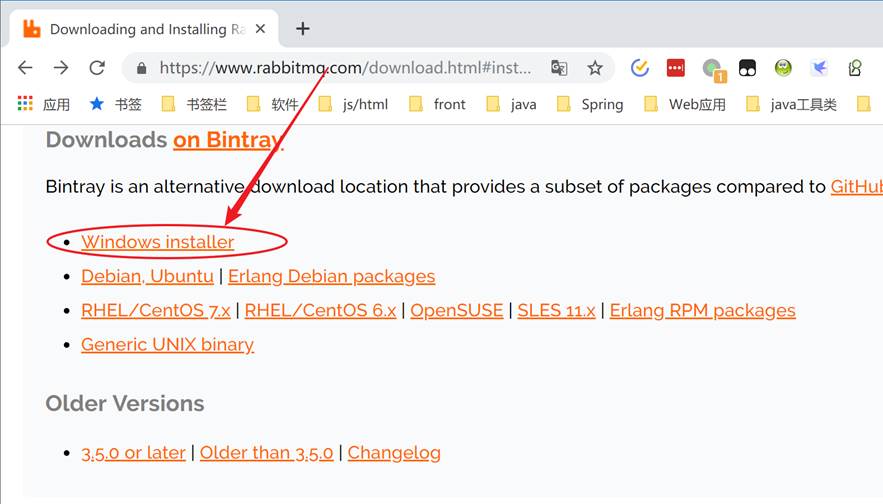 Downloading and Installing Ra
https://www.rabbitmq.com/download.html#inst...
1
应用 书签 书签栏 软件 js/html front java Spring Web应用 java工具类
Downloads on Bintray
Bintray is an alternative download location that provides a subset of packages compared to GitHub
Windows installer
Debian, Ubuntu | Erlang Debian packages
RHEL/CentOS 7.x | RHEL/CentOS 6.x | OpenSUSE | SLES 11.x | Erlang RPM packages
Generic UNIX binary
Older Versions
3.5.0 or later | Older than 3.5.0 | Changelog